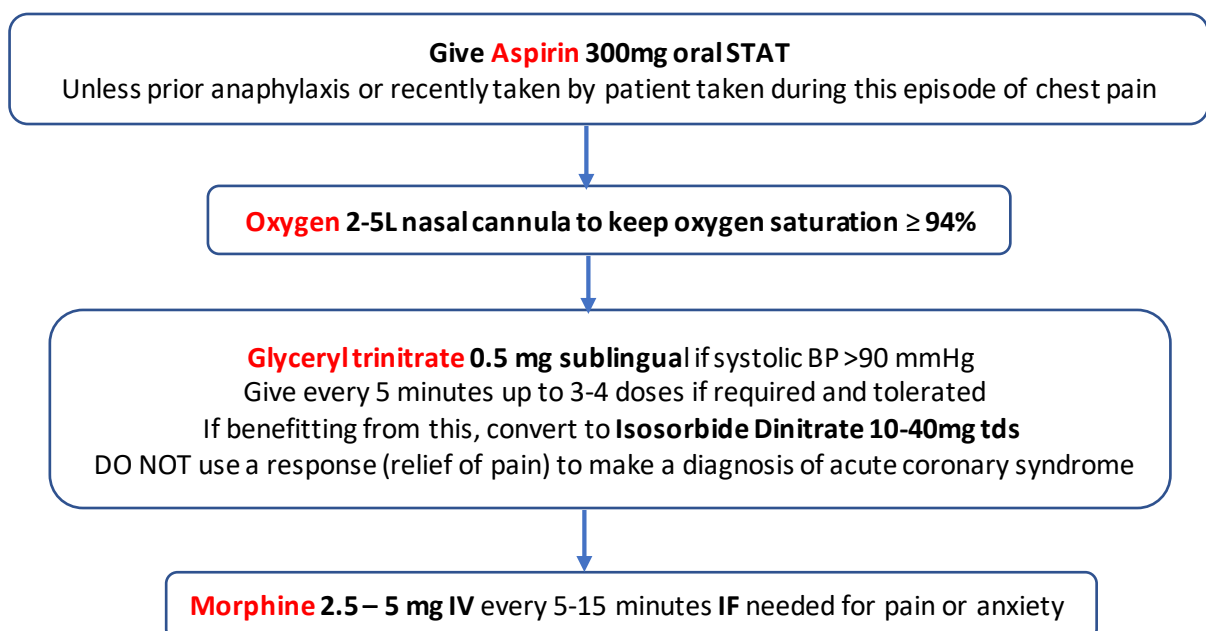 Give Aspirin 300mg oral STAT
Unless prior anaphylaxis or recently taken by patient taken during this episode of chest pain
Oxygen 2-5L nasal cannula to keep oxygen saturation ≥ 94%
Glyceryl trinitrate 0.5 mg sublingual if systolic BP >90 mmHg
Give every 5 minutes up to 3-4 doses if required and tolerated
If benefitting from this, convert to Isosorbide Dinitrate 10-40mg tds
DO NOT use a response (relief of pain) to make a diagnosis of acute coronary syndrome
Morphine 2.5 – 5 mg IV every 5-15 minutes IF needed for pain or anxiety